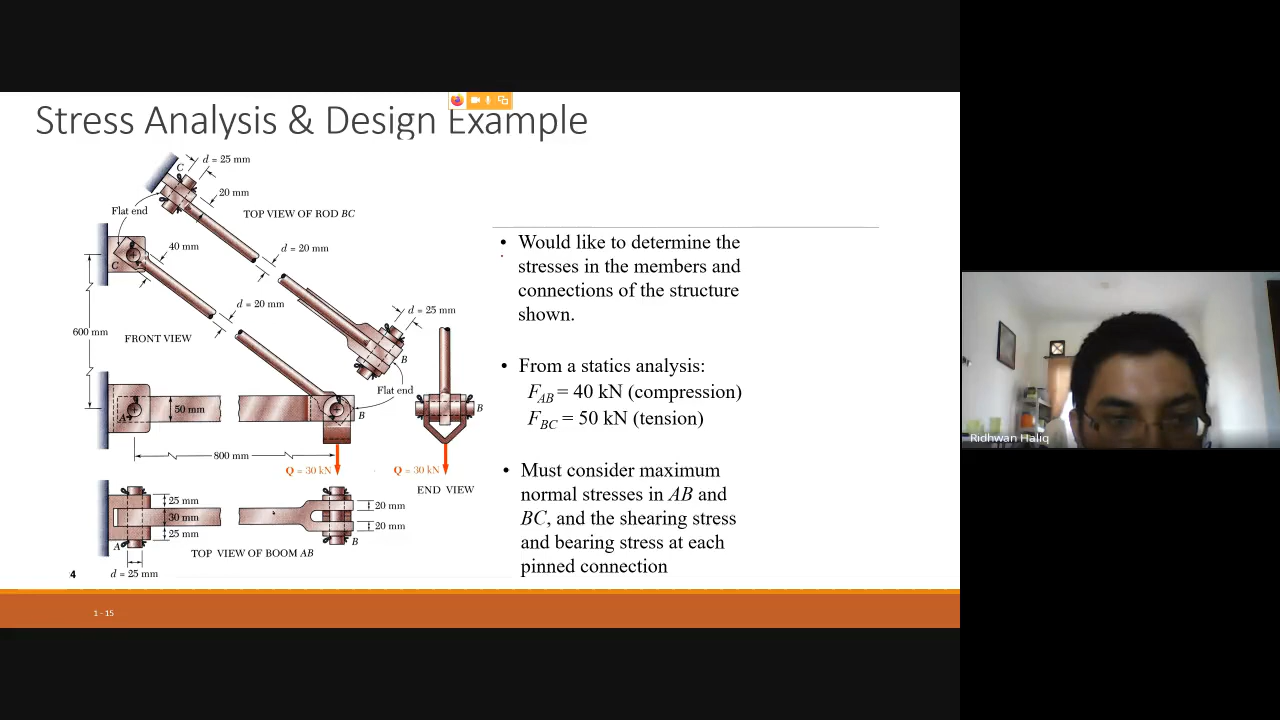 Stress Analysis & Design Example
C
d = 25 mm
20 mm
Flat end
TOP VIEW OF ROD BC
40 mm
C
d = 20 mm
d = 20 mm
d = 25 mm
600 mm
FRONT VIEW
B
Flat end
50 mm
A
B
B
800 mm
Q = 30 kN
Q = 30 kN
END VIEW
25 mm
20 mm
30 mm
20 mm
25 mm
A
B
TOP VIEW OF BOOM AB
d = 25 mm
4
• Would like to determine the
stresses in the members and
connections of the structure
shown.
• From a statics analysis:
FAB = 40 kN (compression)
FBC = 50 kN (tension)
• Must consider maximum
normal stresses in AB and
BC, and the shearing stress
and bearing stress at each
pinned connection
1 - 15
Ridhwan Haliq